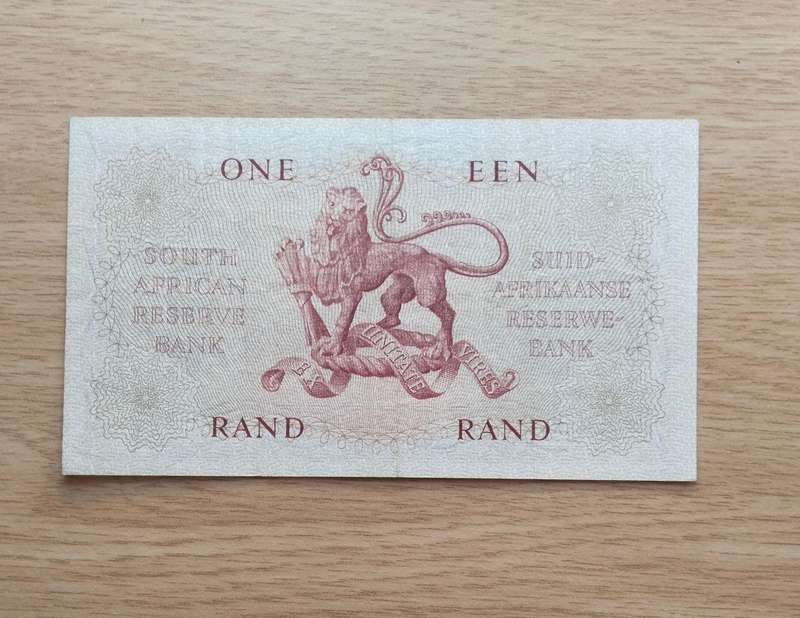 ONE EEN
SOUTH
AFRICAN
RESERVE
BANK
SUID-
AFRIKAANSE
RESERWE-
BANK
EX UNITATE VIRES
RAND RAND